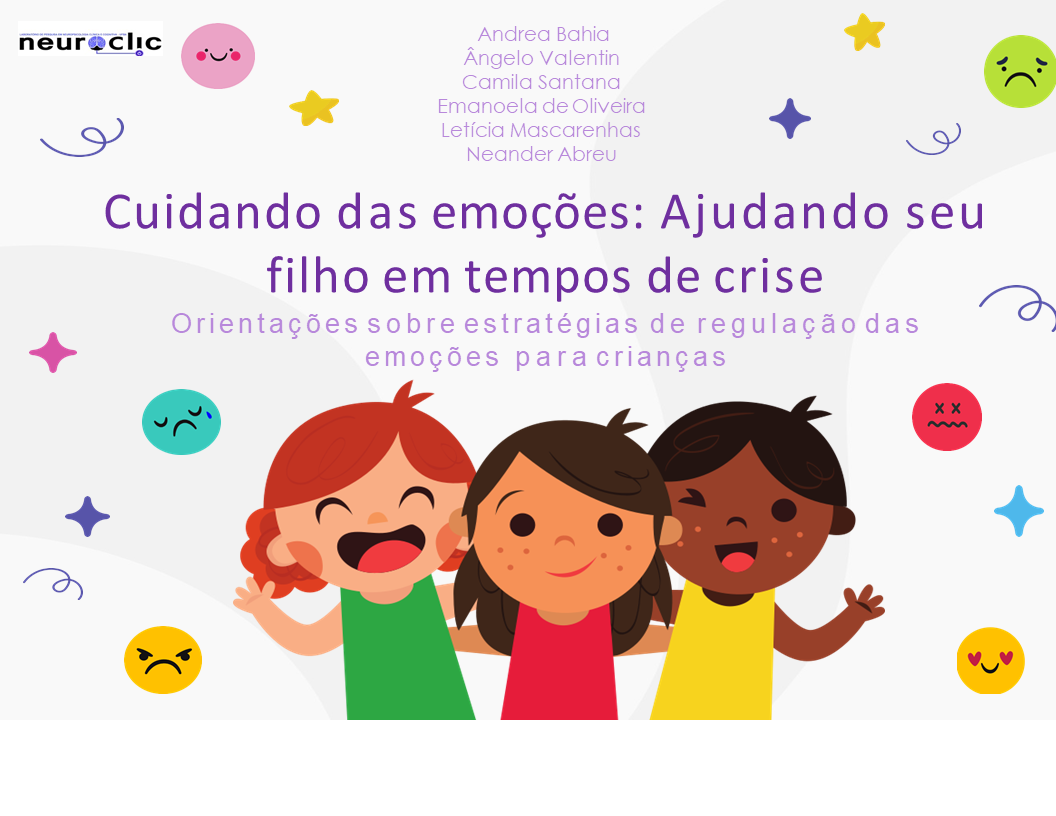 neuroclic
Andrea Bahia
Ângelo Valentin
Camila Santana
Emanoela de Oliveira
Letícia Mascarenhas
Neander Abreu
Cuidando das emoções: Ajudando seu
filho em tempos de crise
Orientações sobre estratégias de regulação das
emoções para crianças